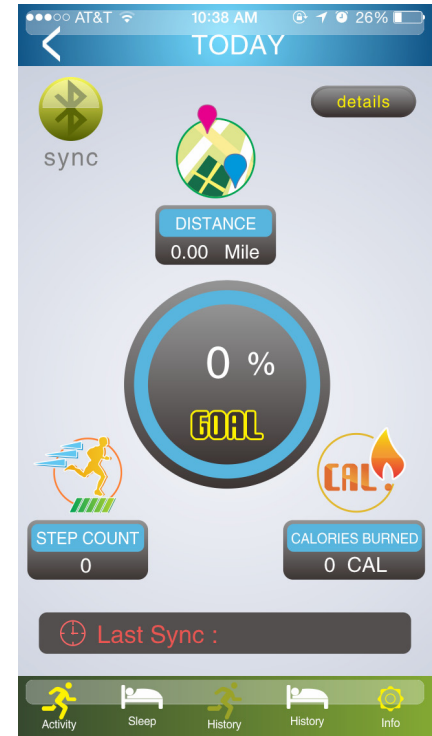 AT&T 10:38 AM 26%
TODAY
details
sync
DISTANCE
0.00 Mile
0 %
GOAL
CAL
STEP COUNT
0
CALORIES BURNED
0 CAL
Last Sync :
Activity Sleep History History Info